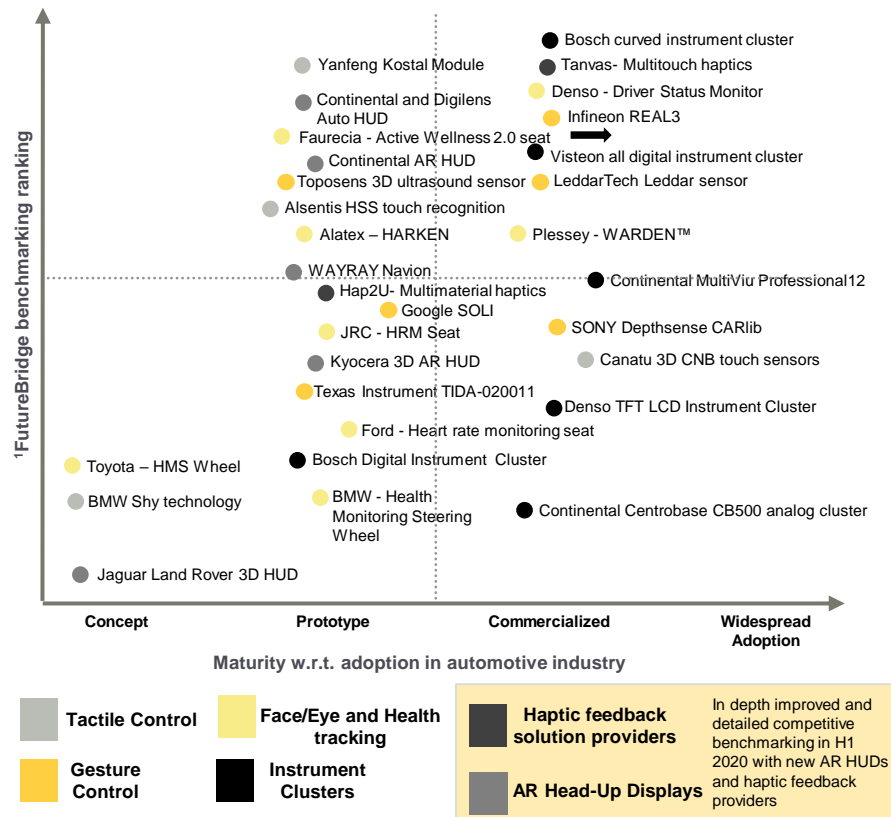 Bosch curved instrument cluster
Yanfeng Kostal Module
Tanvas- Multitouch haptics
Denso - Driver Status Monitor
Continental and Digilens
Auto HUD
Infineon REAL3
Faurecia - Active Wellness 2.0 seat
Continental AR HUD
Visteon all digital instrument cluster
Toposens 3D ultrasound sensor
LeddarTech Leddar sensor
Alsentis HSS touch recognition
Alatex – HARKEN
Plessey - WARDEN™
WAYRAY Navion
Continental MultiViu Professional12
Hap2U- Multimaterial haptics
Google SOLI
JRC - HRM Seat
SONY Depthsense CARlib
Kyocera 3D AR HUD
Canatu 3D CNB touch sensors
Texas Instrument TIDA-020011
Denso TFT LCD Instrument Cluster
Ford - Heart rate monitoring seat
Toyota – HMS Wheel
Bosch Digital Instrument Cluster
BMW Shy technology
BMW - Health
Monitoring Steering
Wheel
Continental Centrobase CB500 analog cluster
Jaguar Land Rover 3D HUD
¹FutureBridge benchmarking ranking
Concept
Prototype
Commercialized
Widespread
Adoption
Maturity w.r.t. adoption in automotive industry
Tactile Control
Face/Eye and Health
tracking
Gesture
Control
Instrument
Clusters
Haptic feedback
solution providers
AR Head-Up Displays
In depth improved and
detailed competitive
benchmarking in H1
2020 with new AR HUDs
and haptic feedback
providers